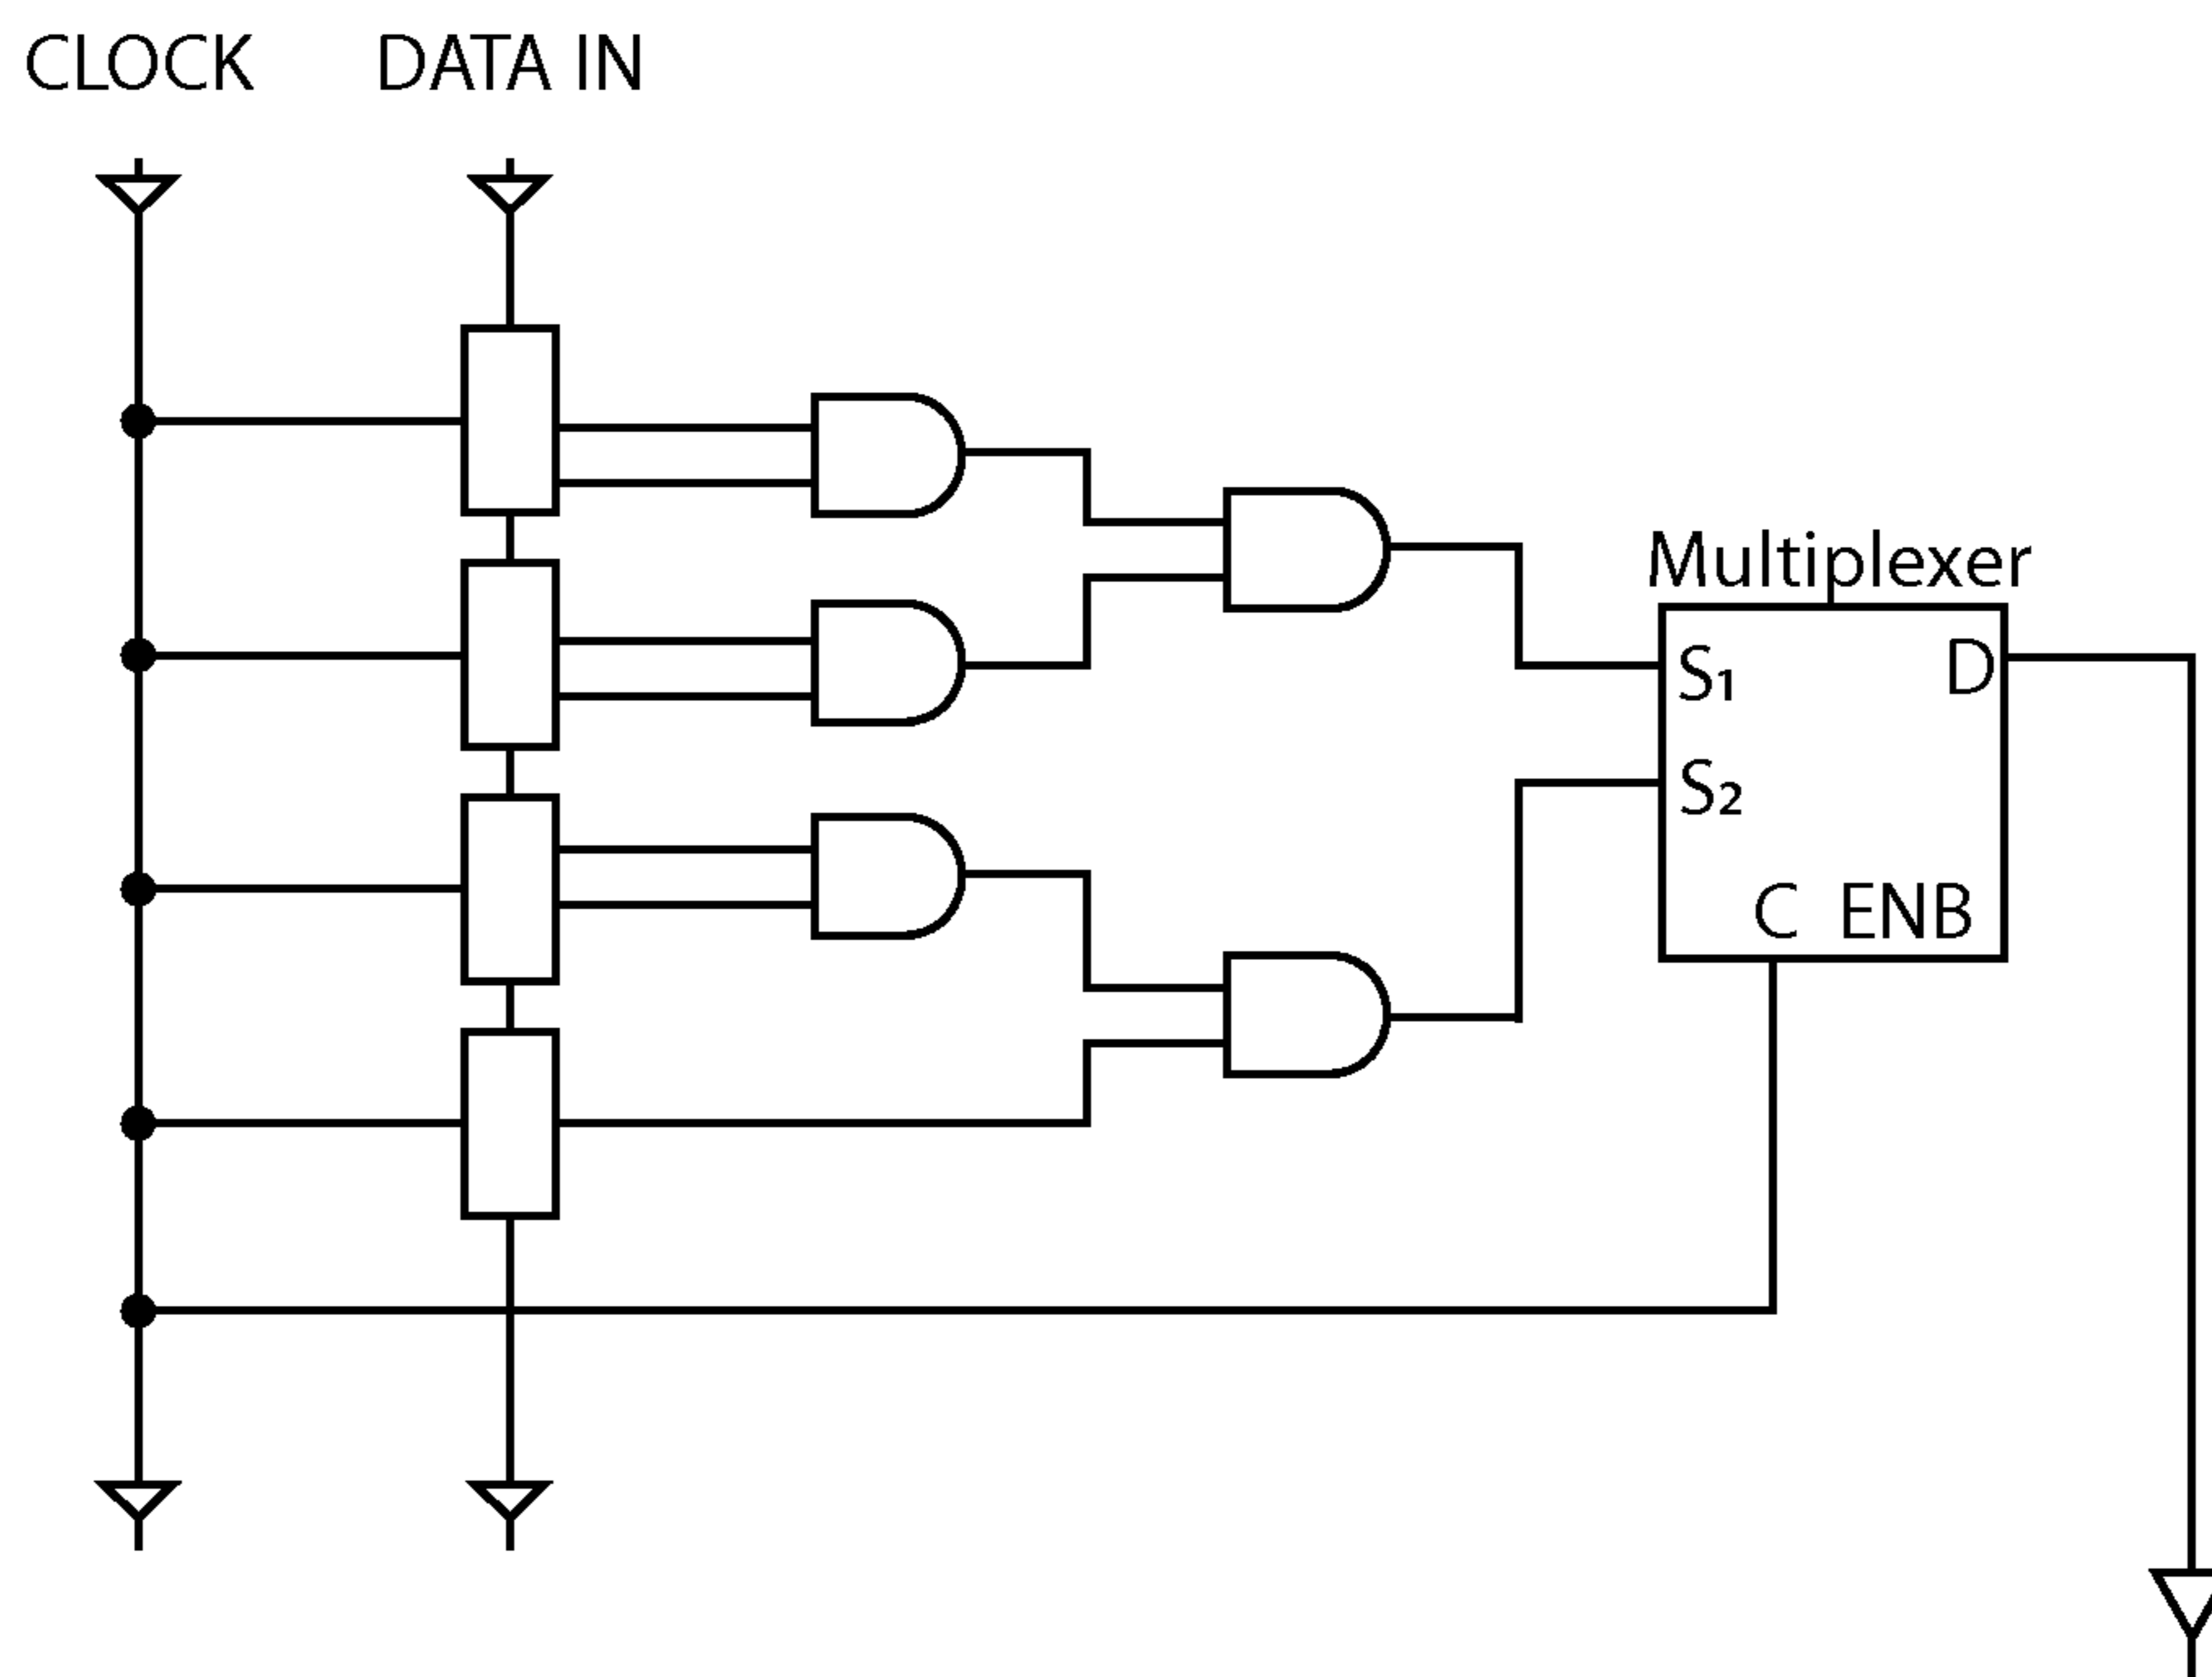 CLOCK DATA IN
Multiplexer
S₁ D
S₂
C ENB